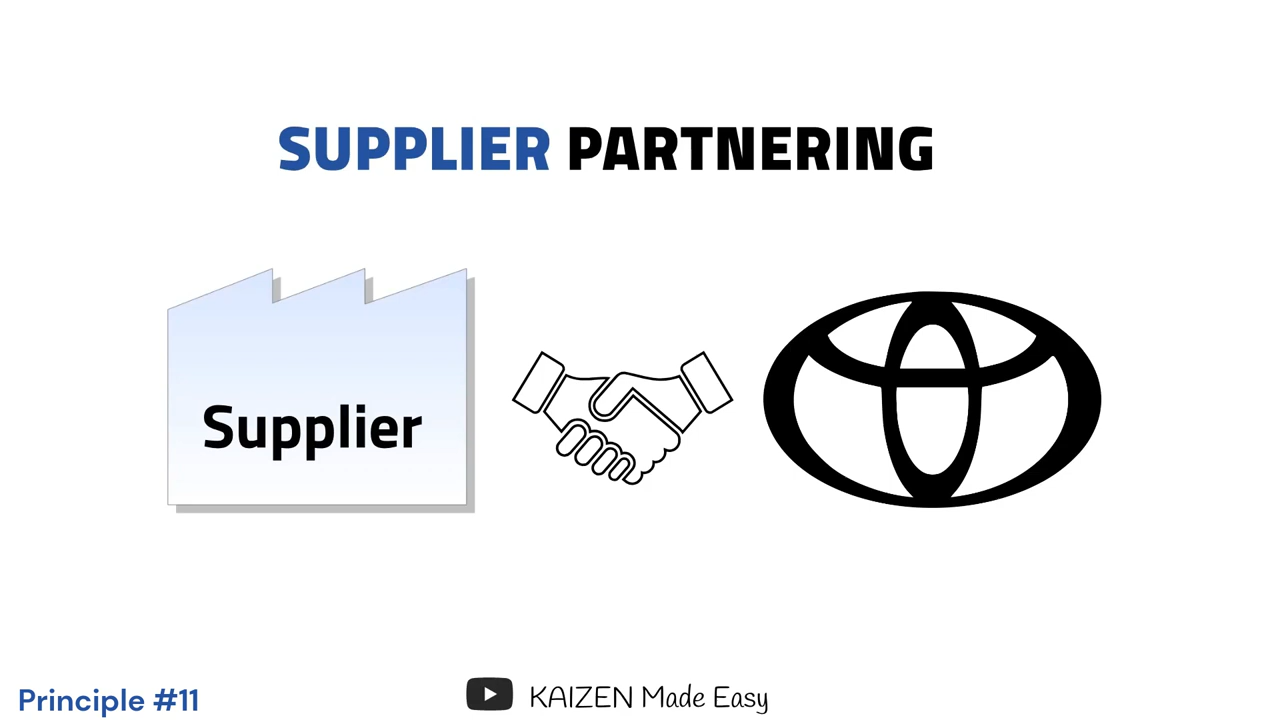 SUPPLIER PARTNERING
Supplier
Principle #11
KAIZEN Made Easy